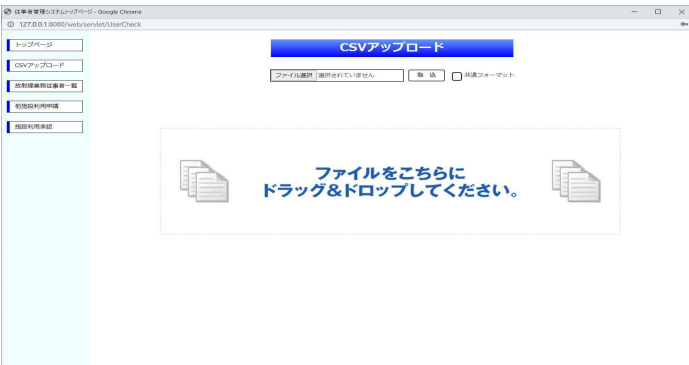 従事者管理システムトップページ - Google Chrome
127.0.0.1:8080/web/servlet/UserCheck
トップページ
CSVアップロード
放射線業務従事者一覧
他施設利用申請
施設利用承認
CSVアップロード
ファイル選択 選択されていません 取 込 共通フォーマット
ファイルをこちらに
ドラッグ&ドロップしてください。